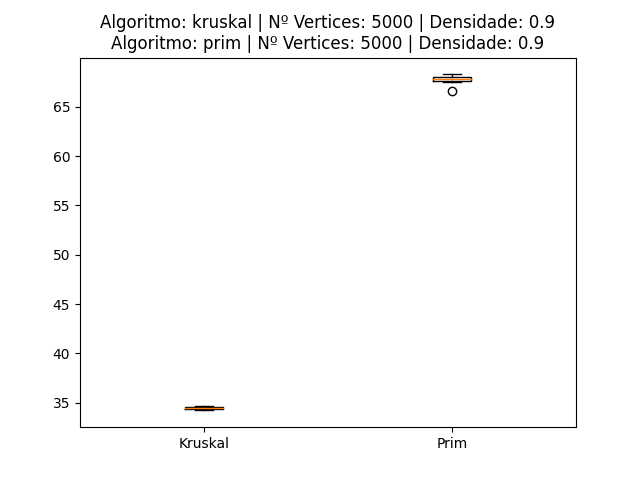 Algoritmo: kruskal | Nº Vertices: 5000 | Densidade: 0.9
Algoritmo: prim | Nº Vertices: 5000 | Densidade: 0.9
65
60
55
50
45
40
35
Kruskal
Prim